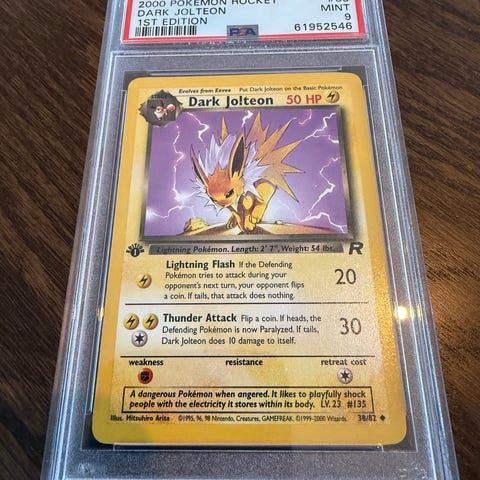 2000 POKEMON ROCKET
DARK JOLTEON
1ST EDITION
MINT
9
PSA
61952546
Evolves from Eevee
Put Dark Jolteon on the Basic Pokémon
Dark Jolteon 50 HP
Lightning Pokémon. Length: 2' 7", Weight: 54 lbs.
R
Lightning Flash If the Defending
Pokémon tries to attack during your
opponent's next turn, your opponent flips
a coin. If tails, that attack does nothing.
20
Thunder Attack Flip a coin. If heads, the
Defending Pokémon is now Paralyzed. If tails,
Dark Jolteon does 10 damage to itself.
30
weakness resistance retreat cost
A dangerous Pokémon when angered. It likes to playfully shock
people with the electricity it stores within its body. LV. 23 #135
Illus. Mitsuhiro Arita ©1995, 96, 98 Nintendo, Creatures, GAMEFREAK. ©1999-2000 Wizards. 38/82